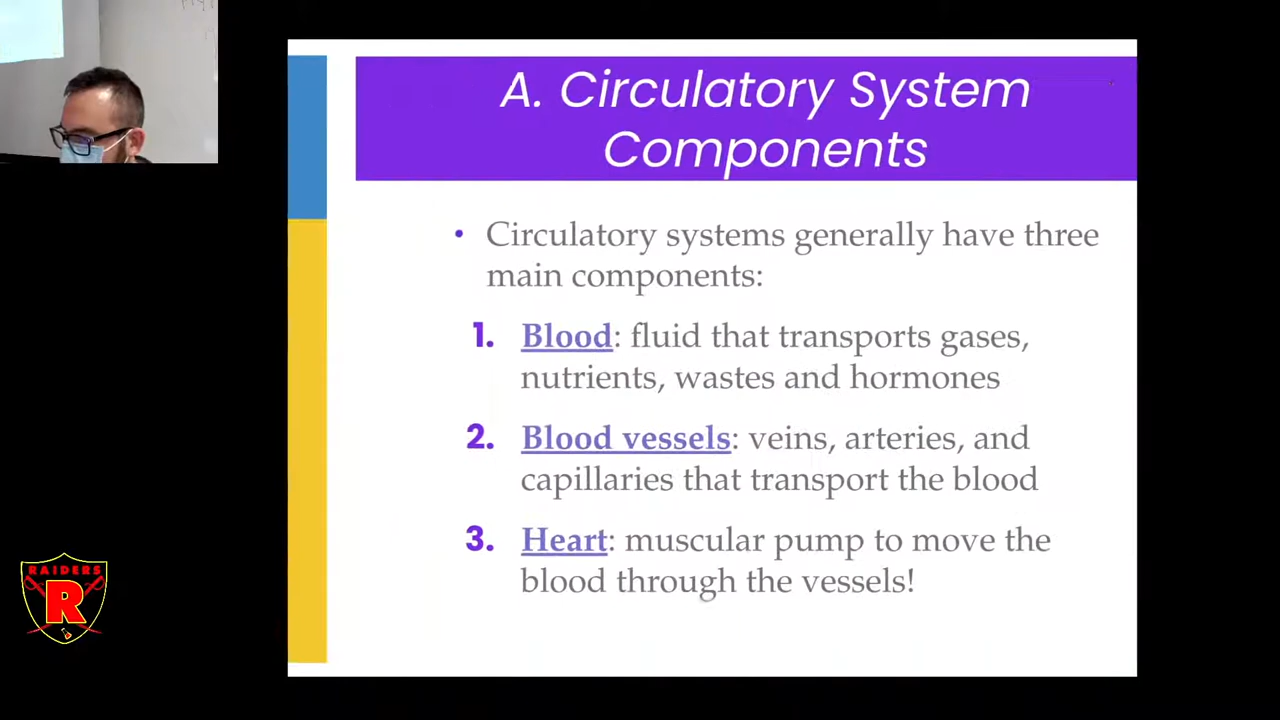 A. Circulatory System
Components
• Circulatory systems generally have three
main components:
1. Blood: fluid that transports gases,
nutrients, wastes and hormones
2. Blood vessels: veins, arteries, and
capillaries that transport the blood
3. Heart: muscular pump to move the
blood through the vessels!
RAIDERS
R